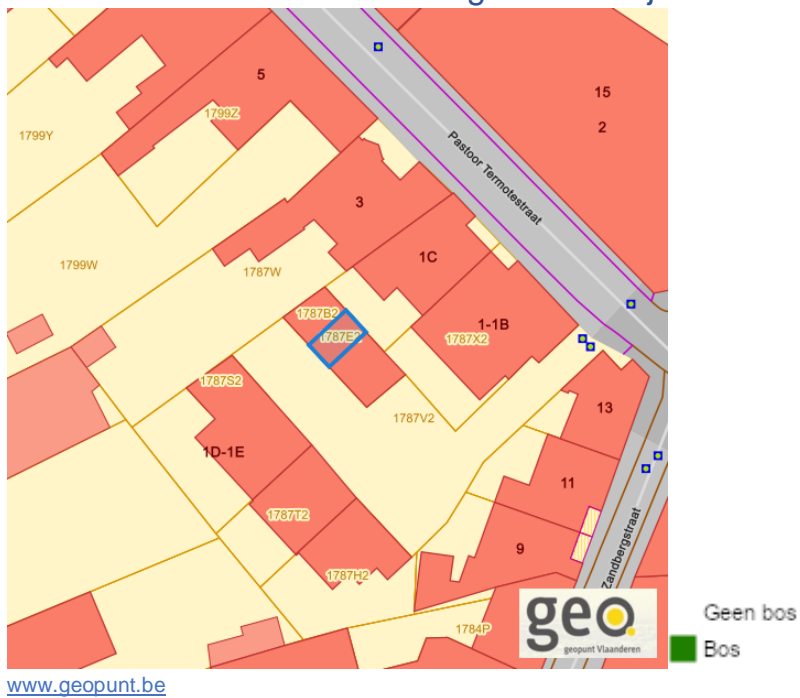 5
15
2
1799Z
1799Y
Pastoor Termotestraat
3
1C
1799W
1787W
1787B2
1787E2
1-1B
1787X2
1787S2
13
1787V2
1D-1E
11
1787T2
9
Zandbergstraat
1787H2
1784P
geo.
geopunt Vlaanderen
Geen bos
Bos
www.geopunt.be